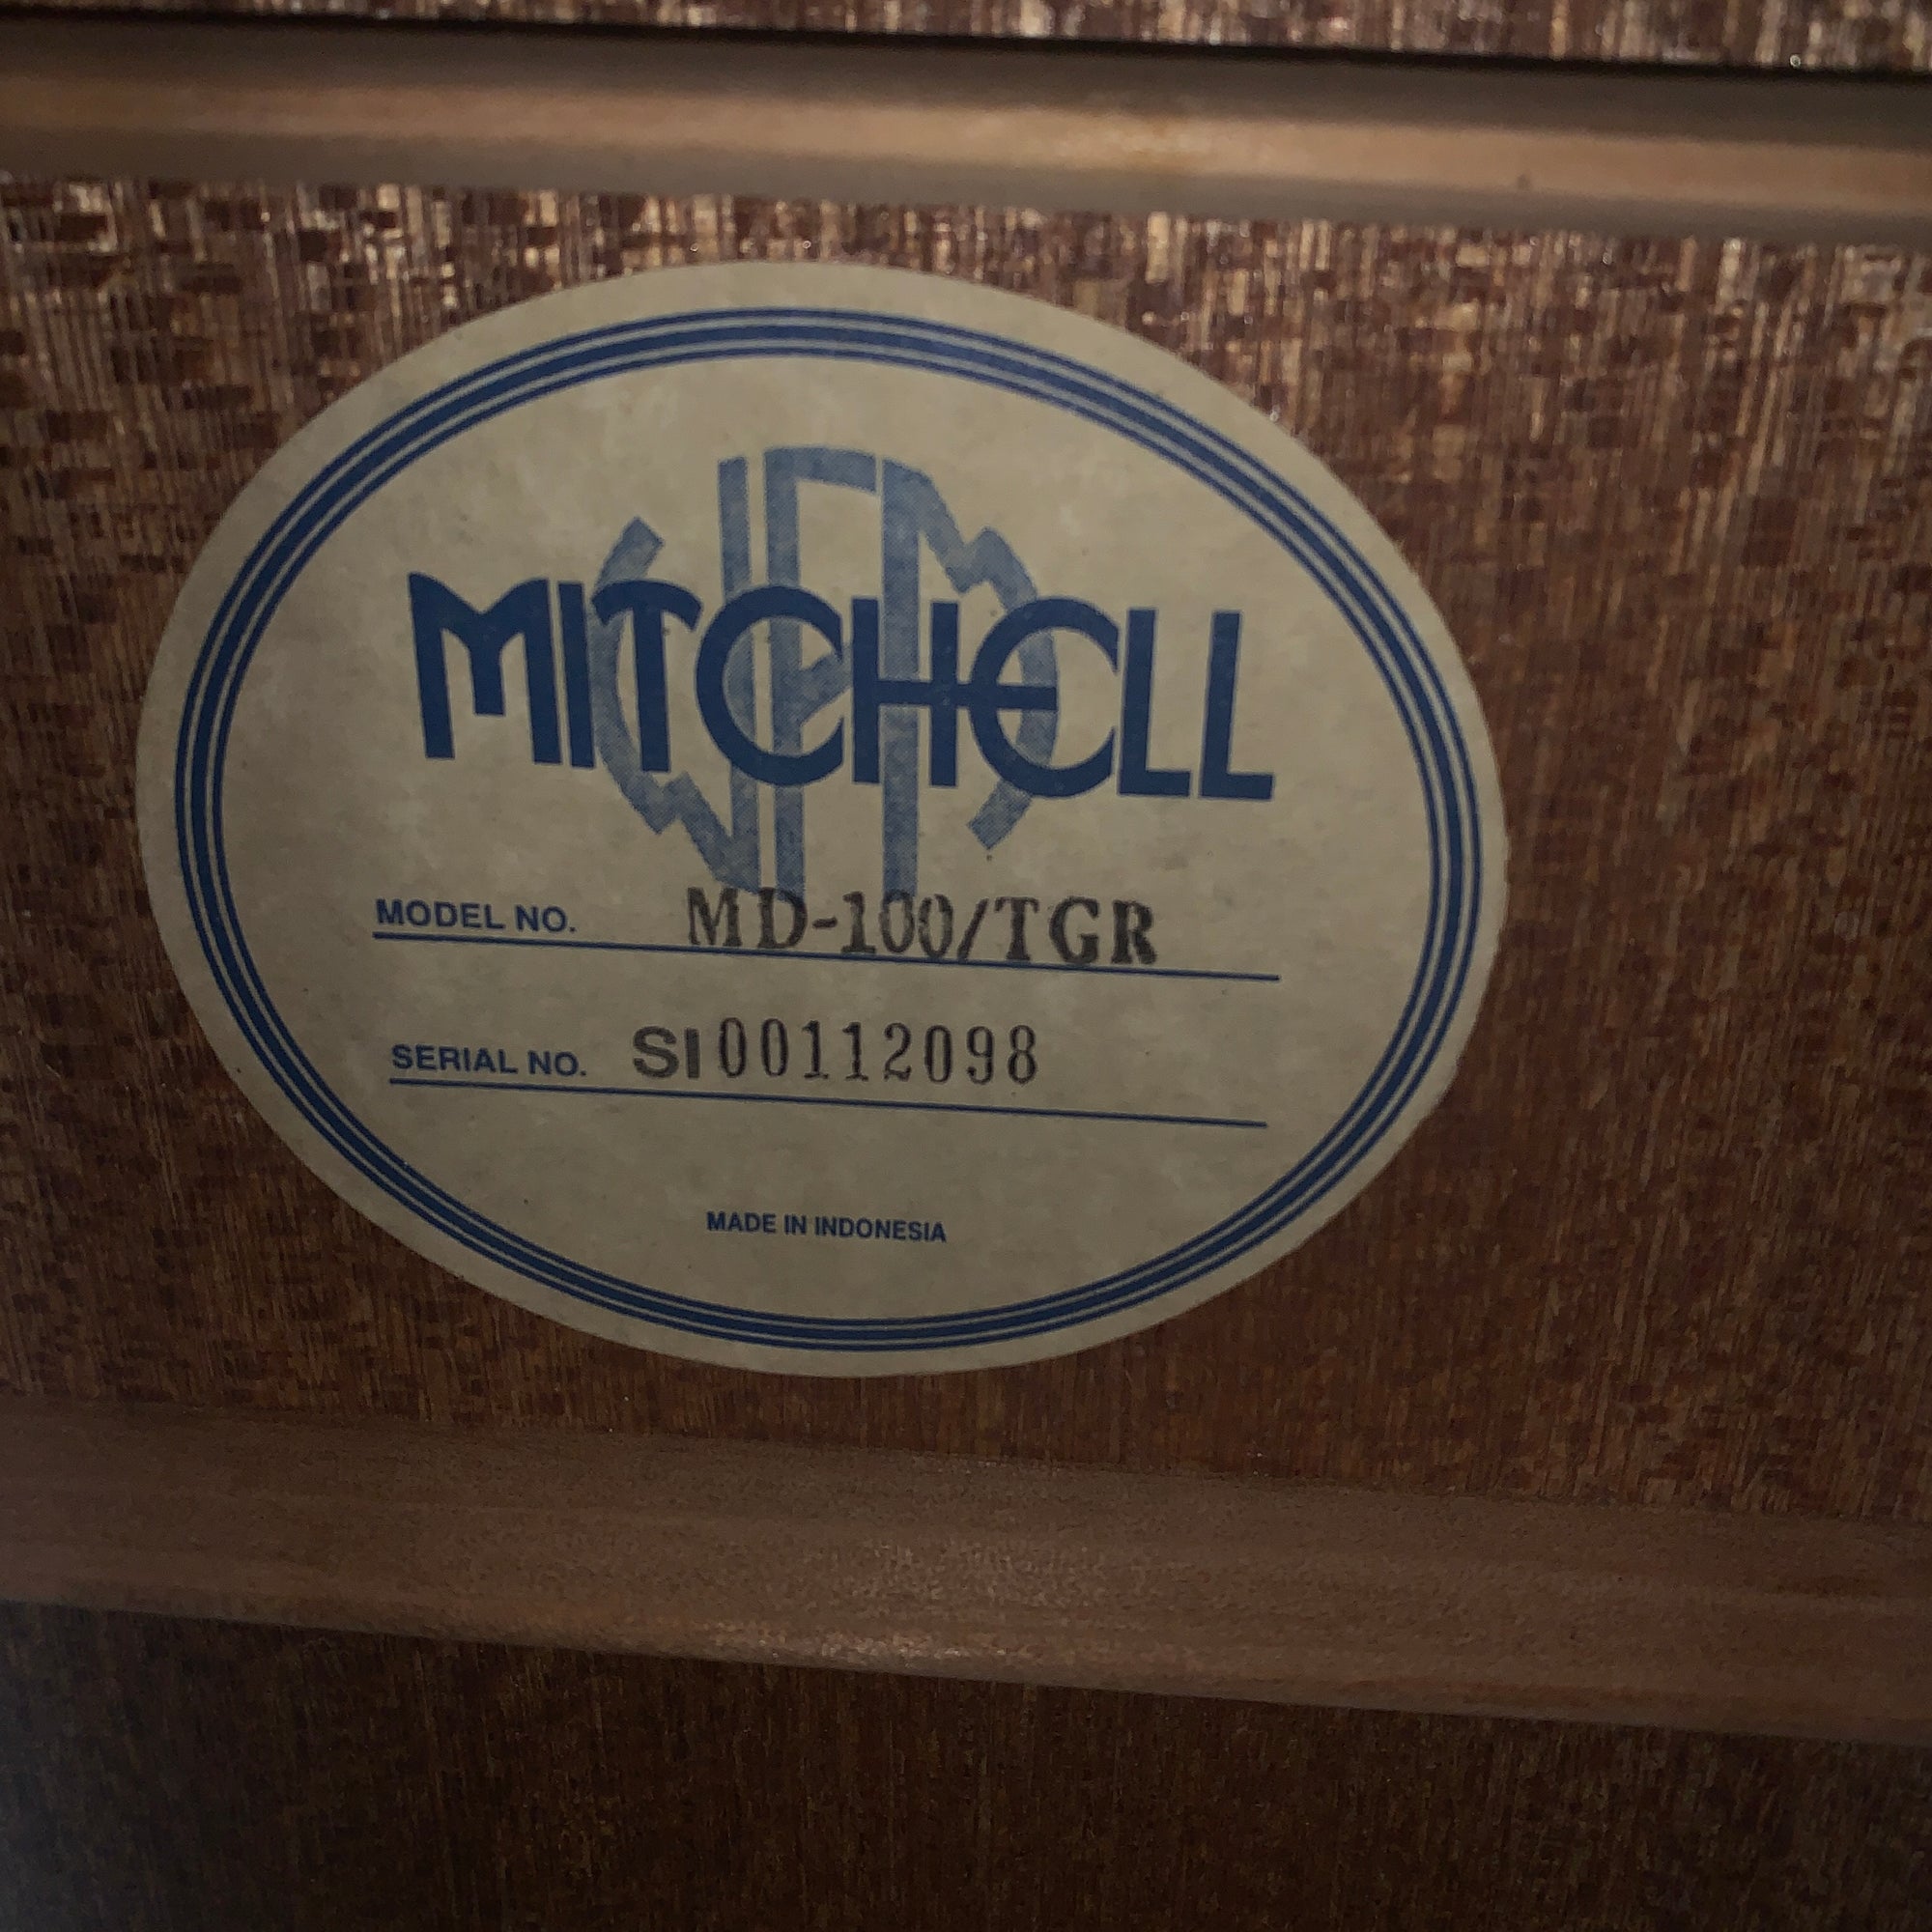 MITCHELL
MODEL NO. MD-100/TGR
SERIAL NO. SI00112098
MADE IN INDONESIA